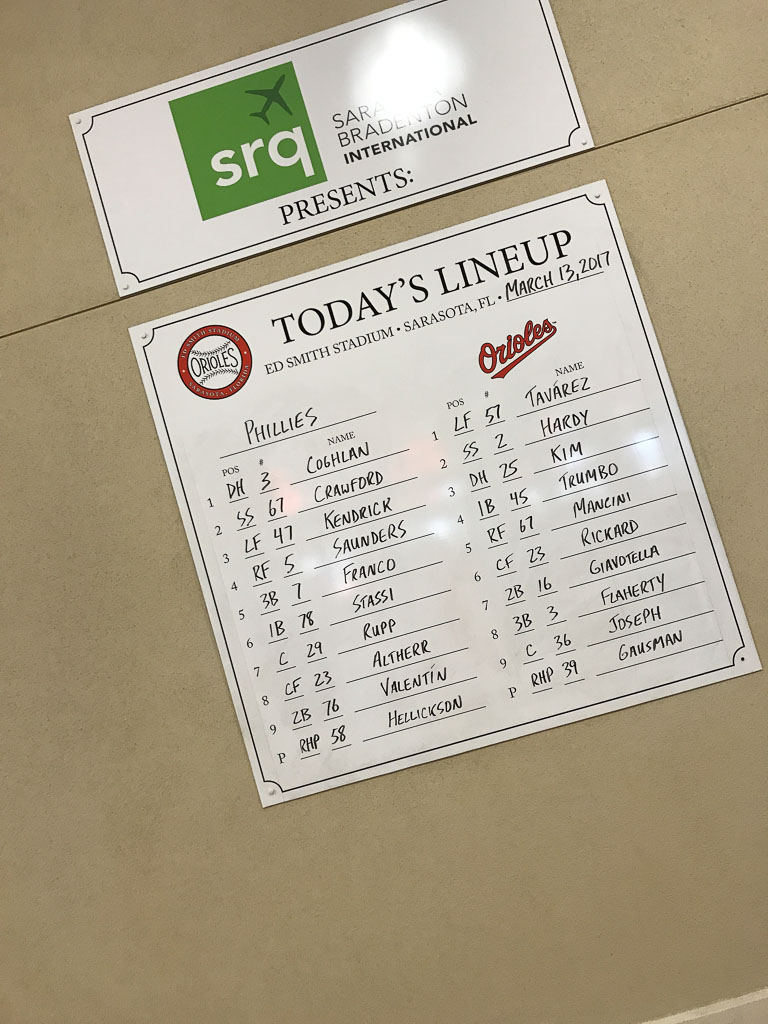 srq
SARASOTA
BRADENTON
INTERNATIONAL
PRESENTS:
TODAY'S LINEUP
ED SMITH STADIUM • SARASOTA, FL • MARCH 13, 2017
ED SMITH STADIUM
ORIOLES
SARASOTA, FLORIDA
Orioles
PHILLIES
POS # NAME
1 DH 3 COGHLAN
2 SS 67 CRAWFORD
3 LF 47 KENDRICK
4 RF 5 SAUNDERS
5 3B 7 FRANCO
6 1B 78 STASSI
7 C 29 RUPP
8 CF 23 ALTHERR
9 2B 76 VALENTÍN
P RHP 58 HELLICKSON
POS # NAME
1 LF 57 TAVÁREZ
2 SS 2 HARDY
3 DH 25 KIM
4 1B 45 TRUMBO
5 RF 67 MANCINI
6 CF 23 RICKARD
7 2B 16 GIAVOTELLA
8 3B 3 FLAHERTY
9 C 36 JOSEPH
P RHP 39 GAUSMAN